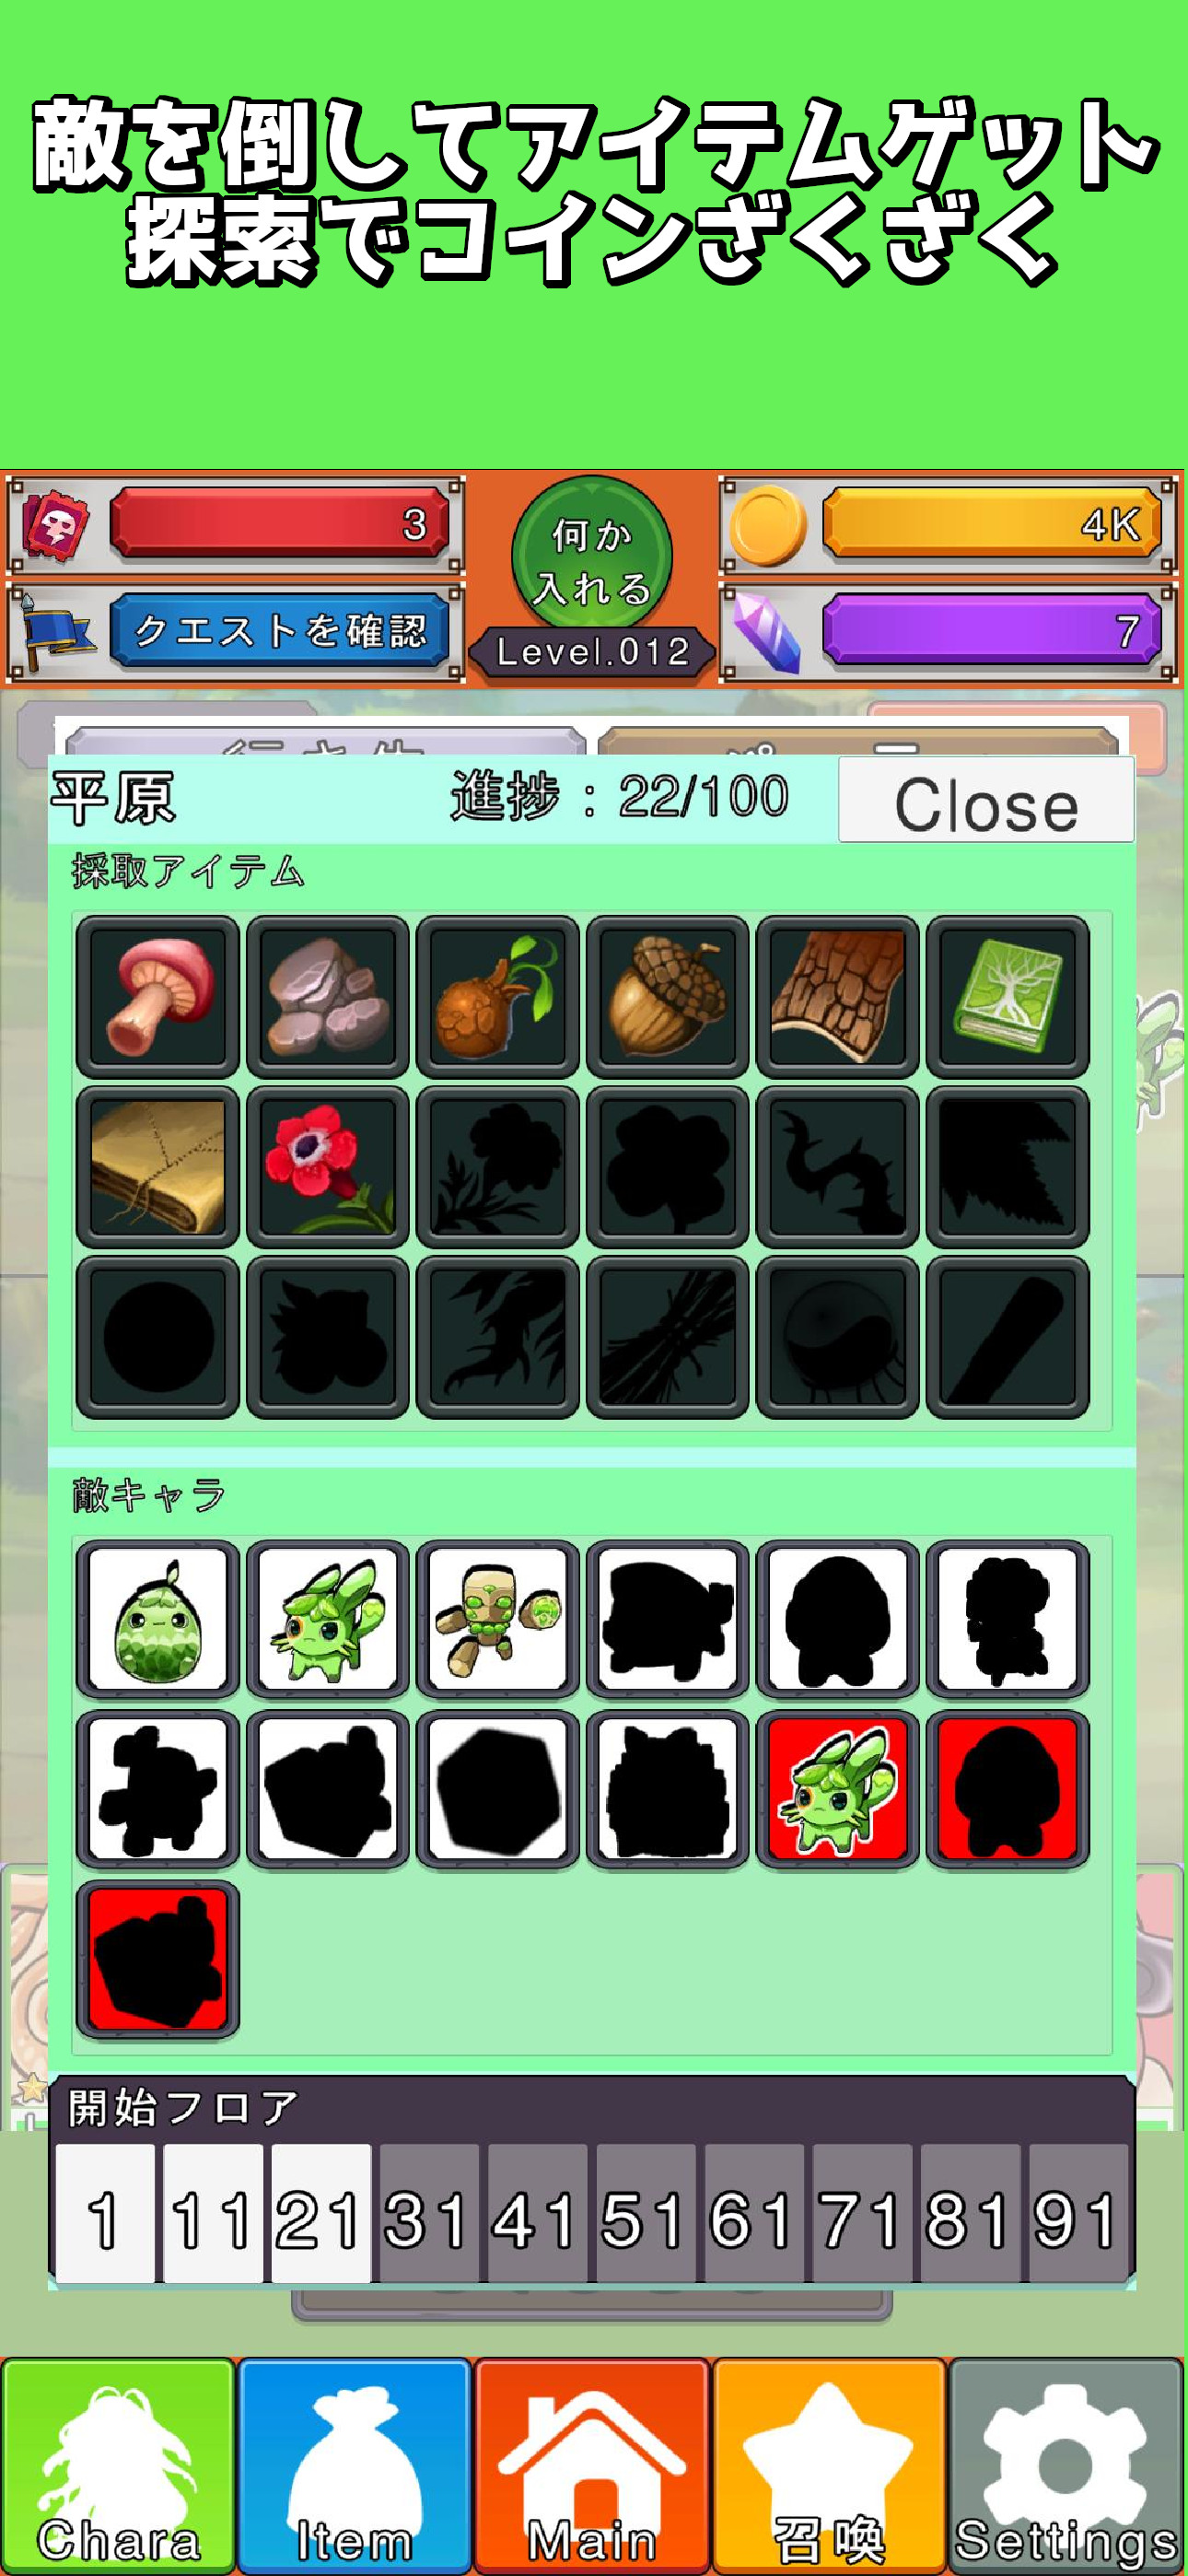 敵を倒してアイテムゲット
探索でコインざくざく
3
何か
入れる
4K
クエストを確認
Level.012
7
平原
進捗：22/100
Close
採取アイテム
敵キャラ
開始フロア
1 11 21 31 41 51 61 71 81 91
Chara
Item
Main
召喚
Settings